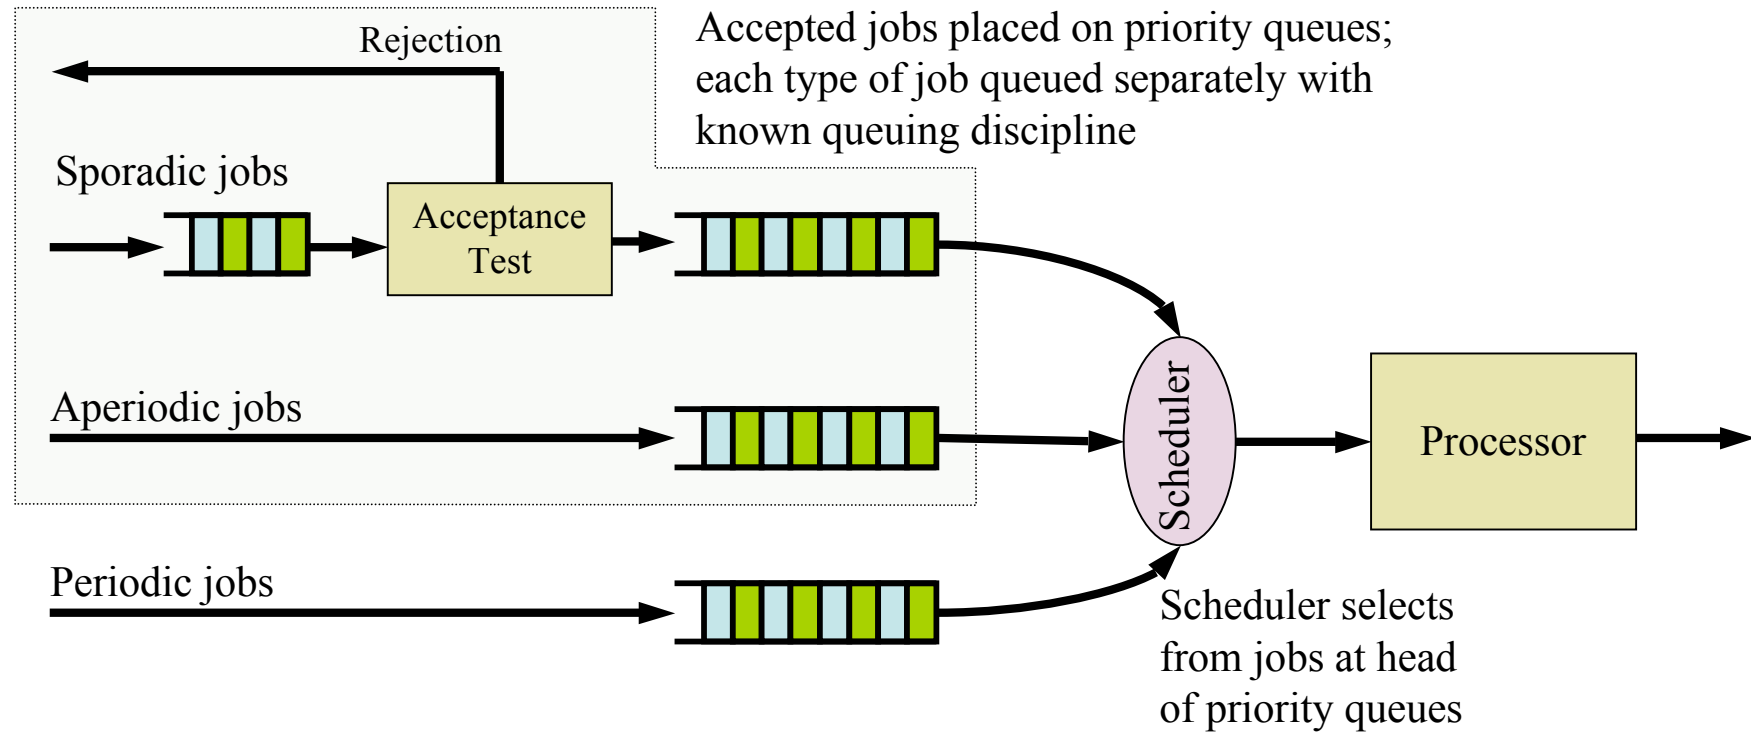 Rejection
Accepted jobs placed on priority queues;
each type of job queued separately with
known queuing discipline
Sporadic jobs
Acceptance
Test
Aperiodic jobs
Scheduler
Processor
Periodic jobs
Scheduler selects
from jobs at head
of priority queues